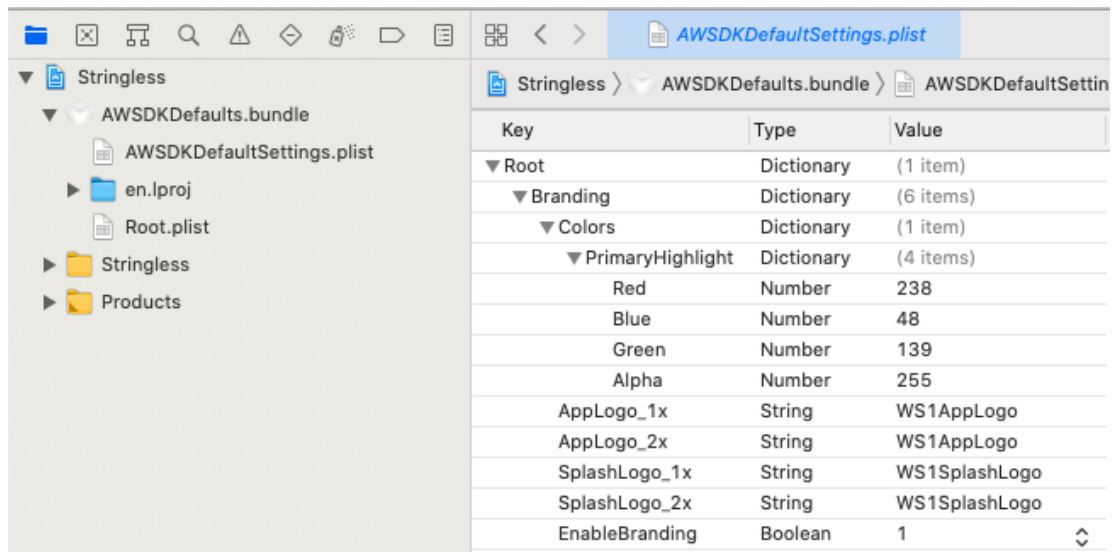 AWSDKDefaultSettings.plist
Stringless
AWSDKDefaults.bundle
AWSDKDefaultSettings.plist
en.lproj
Root.plist
Stringless
Products
Stringless AWSDKDefaults.bundle AWSDKDefaultSettin
Key Type Value
Root Dictionary (1 item)
Branding Dictionary (6 items)
Colors Dictionary (1 item)
PrimaryHighlight Dictionary (4 items)
Red Number 238
Blue Number 48
Green Number 139
Alpha Number 255
AppLogo_1x String WS1AppLogo
AppLogo_2x String WS1AppLogo
SplashLogo_1x String WS1SplashLogo
SplashLogo_2x String WS1SplashLogo
EnableBranding Boolean 1